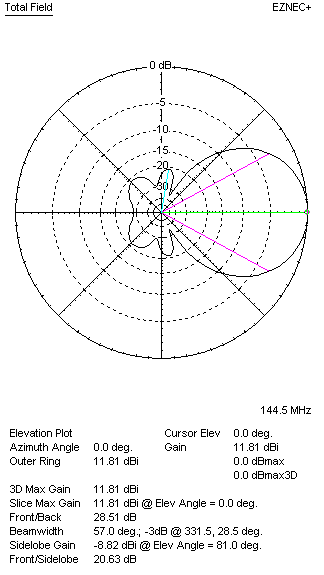 Total Field EZNEC+
0 dB
-5
-10
-15
-20
-30
144.5 MHz
Elevation Plot Cursor Elev 0.0 deg.
Azimuth Angle 0.0 deg. Gain 11.81 dBi
Outer Ring 11.81 dBi 0.0 dBmax
0.0 dBmax3D
3D Max Gain 11.81 dBi
Slice Max Gain 11.81 dBi @ Elev Angle = 0.0 deg.
Front/Back 28.51 dB
Beamwidth 57.0 deg.; -3dB @ 331.5, 28.5 deg.
Sidelobe Gain -8.82 dBi @ Elev Angle = 81.0 deg.
Front/Sidelobe 20.63 dB